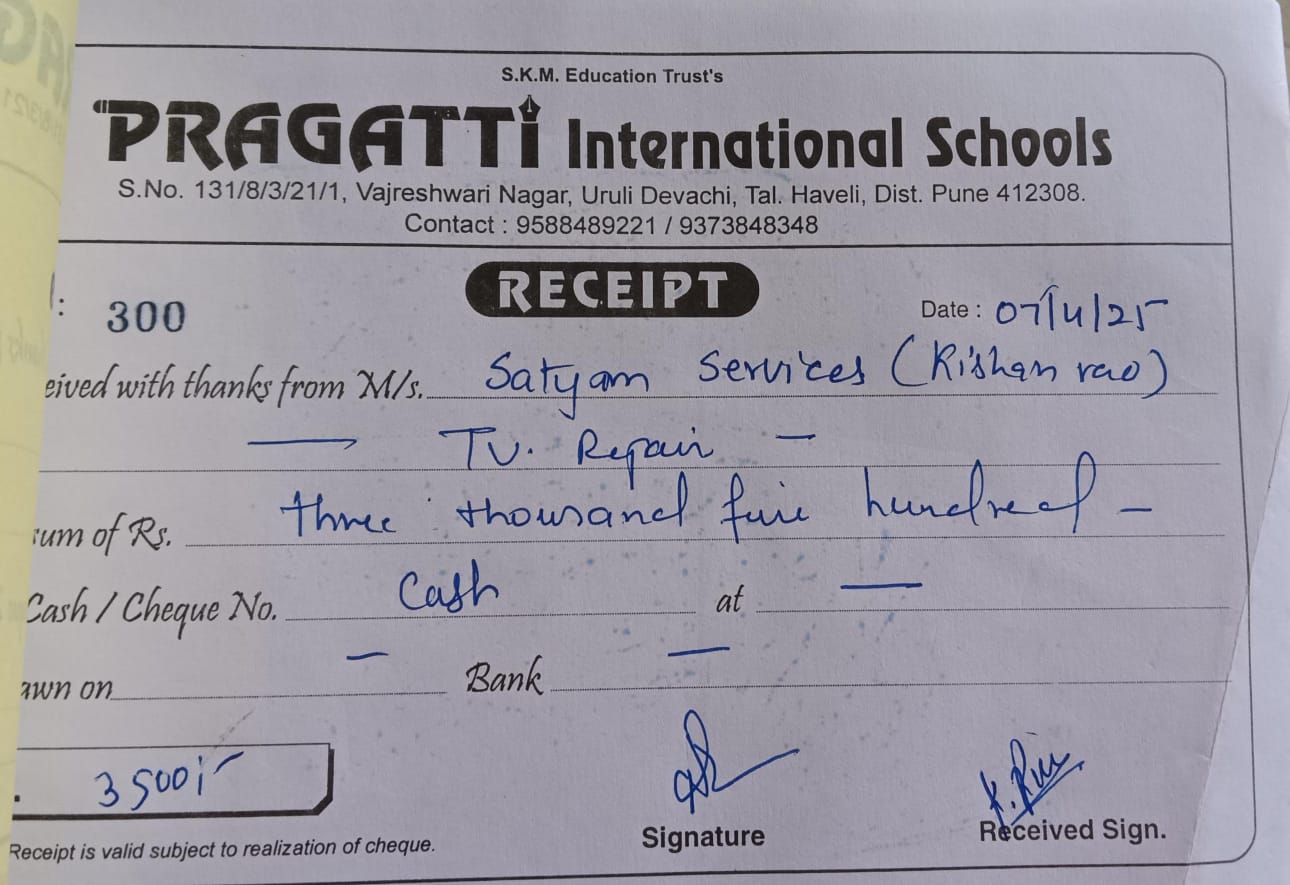 S.K.M. Education Trust's
PRAGATTI International Schools
S.No. 131/8/3/21/1, Vajreshwari Nagar, Uruli Devachi, Tal. Haveli, Dist. Pune 412308.
Contact : 9588489221 / 9373848348
RECEIPT
: 300
Date : 07/4/25
eived with thanks from M/s. Satyam Services (Kishan rao)
— TV. Repair —
um of Rs. three thousand five hundred —
Cash / Cheque No. Cash at —
awn on — Bank —
3500/-
Signature
Received Sign.
Receipt is valid subject to realization of cheque.